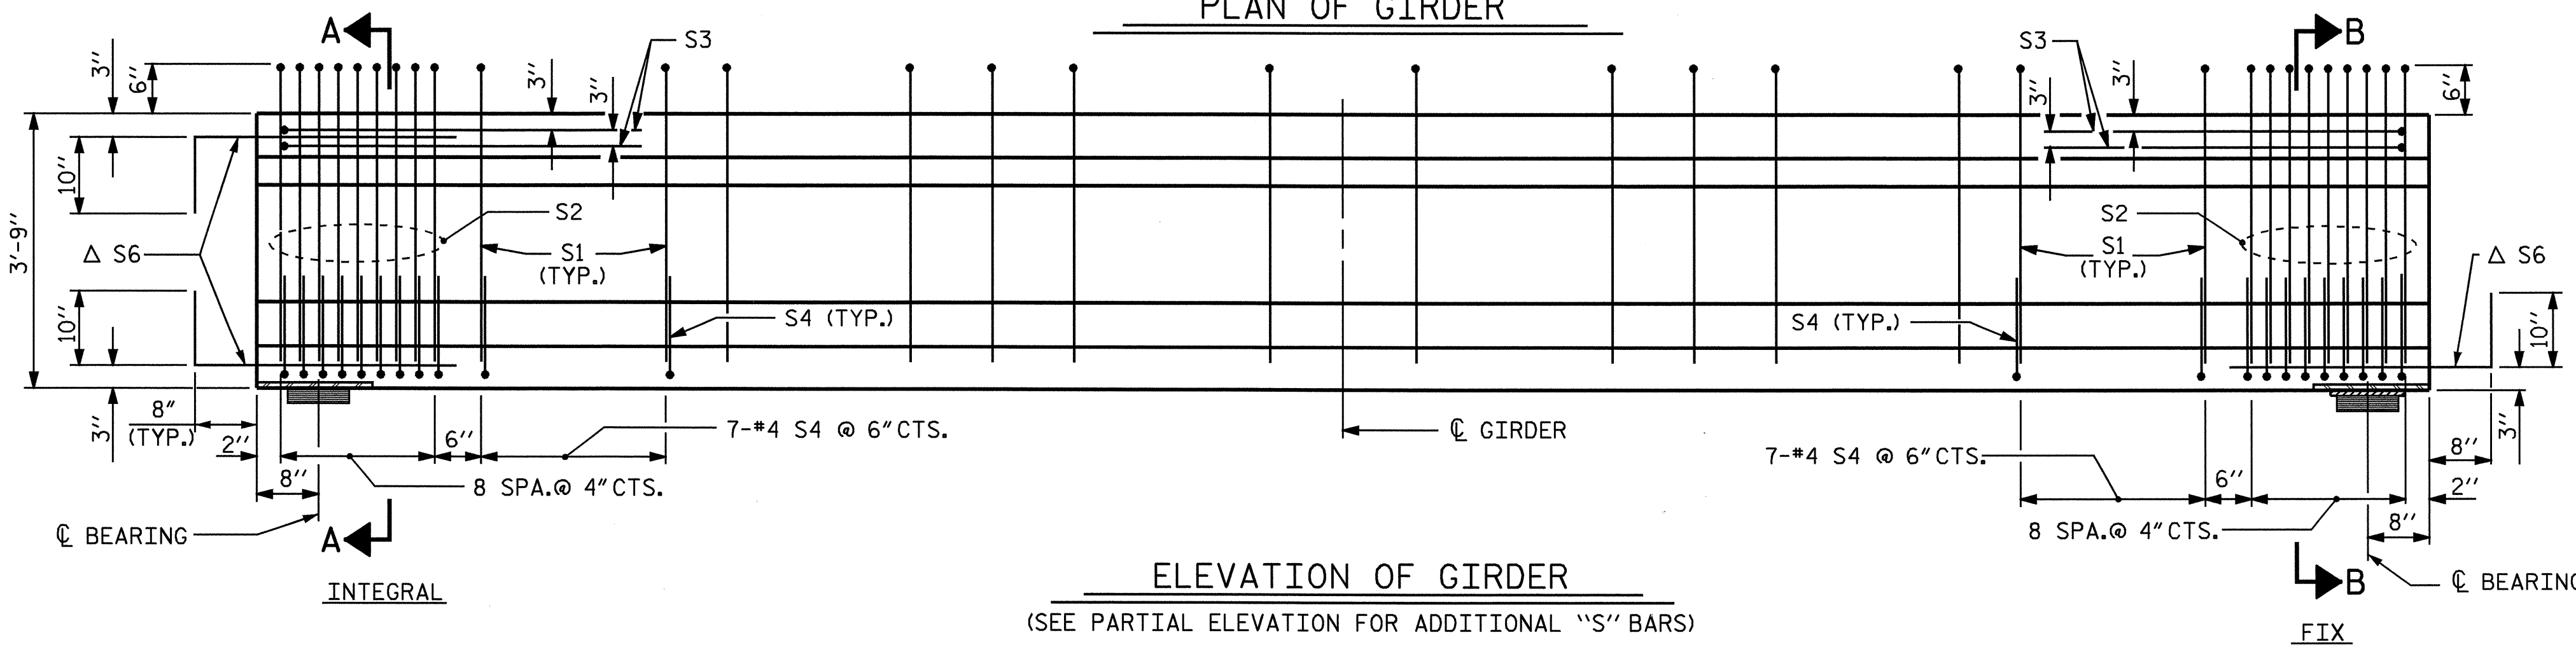 PLAN OF GIRDER
A
B
S3
S3
3"
6"
3"
3"
3"
3"
6"
10"
3'-9"
S2
S2
Δ S6
S1
(TYP.)
S1
(TYP.)
Δ S6
10"
S4 (TYP.)
S4 (TYP.)
10"
8"
(TYP.)
3"
2"
6"
7-#4 S4 @ 6" CTS.
℄ GIRDER
7-#4 S4 @ 6" CTS.
6"
8"
3"
2"
8"
8 SPA.@ 4" CTS.
8 SPA.@ 4" CTS.
8"
℄ BEARING
A
INTEGRAL
ELEVATION OF GIRDER
(SEE PARTIAL ELEVATION FOR ADDITIONAL "S" BARS)
B
℄ BEARING
FIX